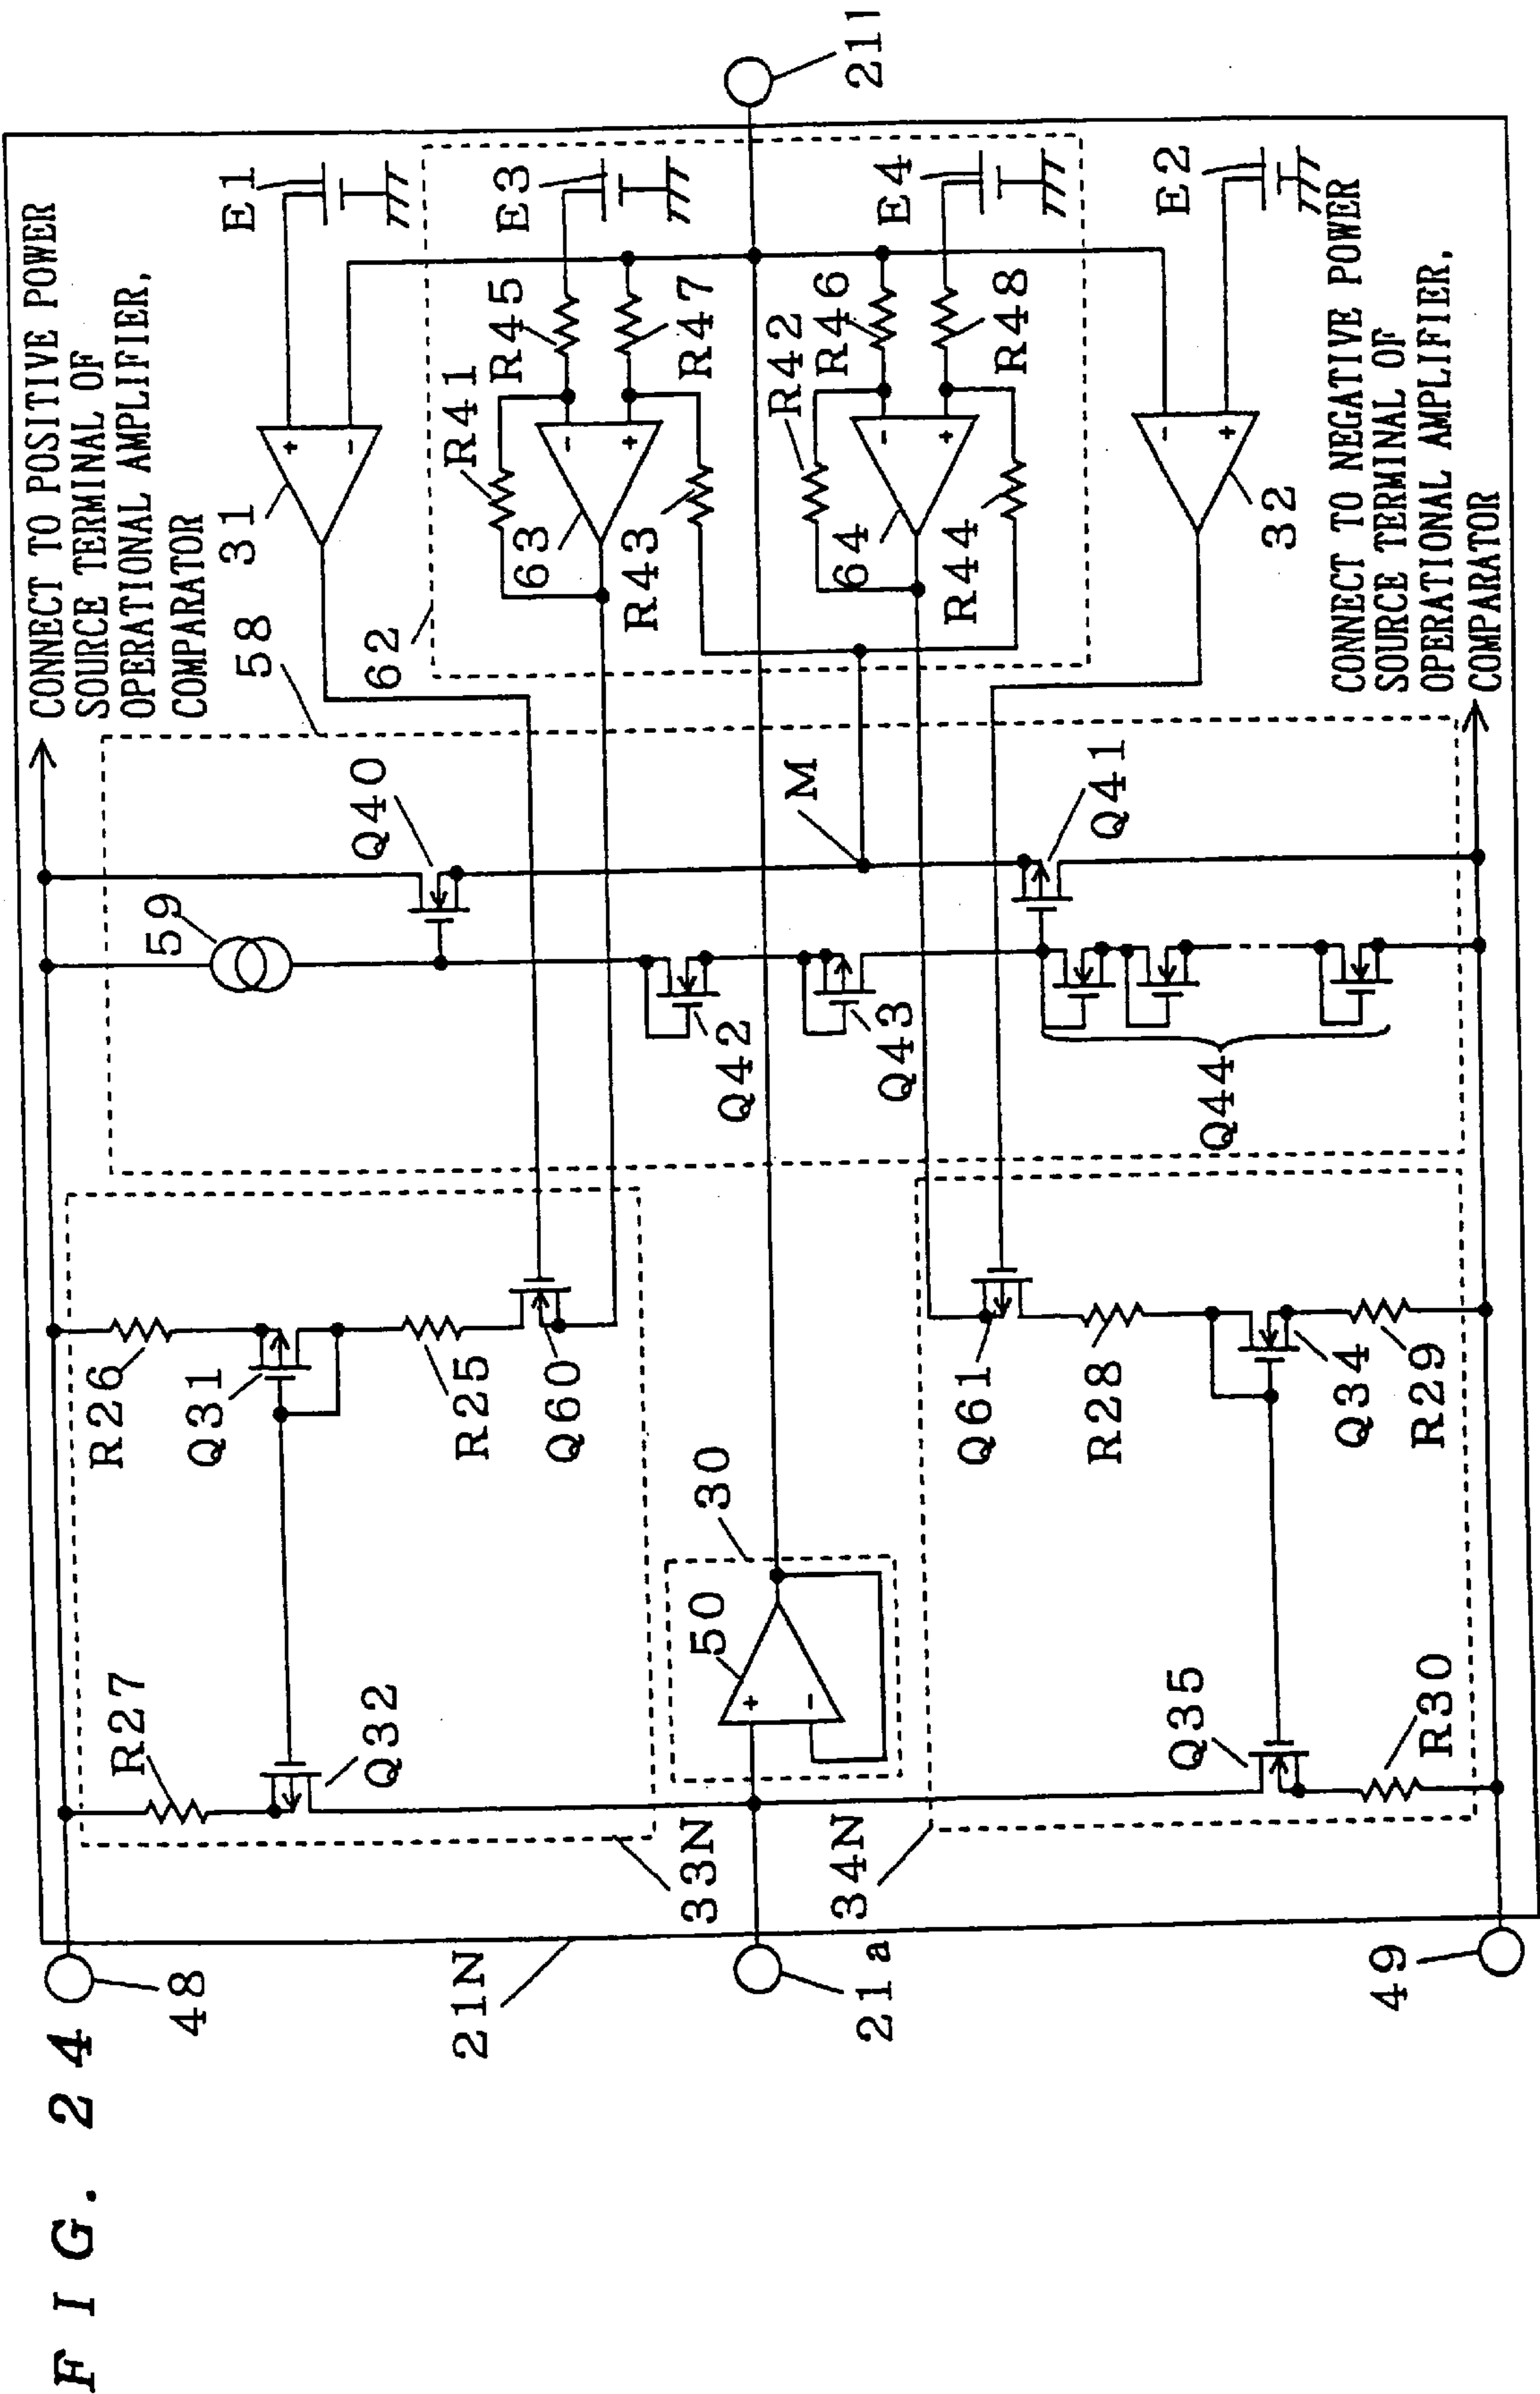 FIG. 24
CONNECT TO POSITIVE POWER
SOURCE TERMINAL OF
OPERATIONAL AMPLIFIER,
COMPARATOR
48
R27
R26
59
58
31
E1
Q32
Q31
Q40
62
R41
R45
E3
21N
R25
63
33N
Q60
R43
R47
50
30
Q42
M
21a
211
34N
Q43
64
R42
R46
E4
Q61
R44
R48
R28
Q41
Q35
Q44
32
E2
Q34
49
R30
R29
CONNECT TO NEGATIVE POWER
SOURCE TERMINAL OF
OPERATIONAL AMPLIFIER,
COMPARATOR
+
-
-
+
+
-
-
+
-
+